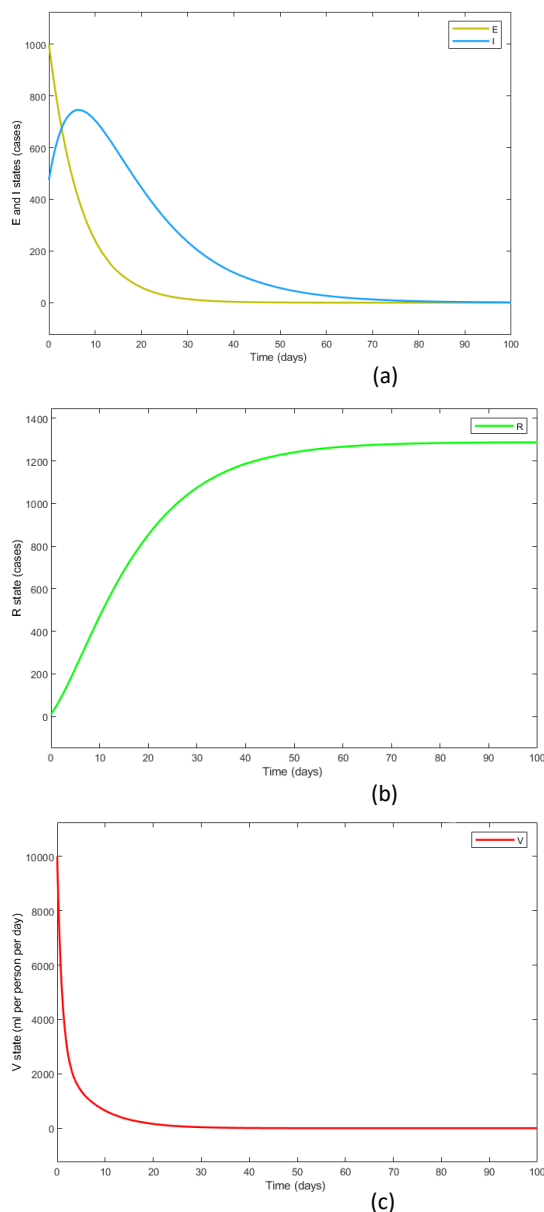 E
I
1000
800
600
400
200
0
E and I states (cases)
0 10 20 30 40 50 60 70 80 90 100
Time (days)
(a)
R
1400
1200
1000
800
600
400
200
0
R state (cases)
0 10 20 30 40 50 60 70 80 90 100
Time (days)
(b)
V
10000
8000
6000
4000
2000
0
V state (ml per person per day)
0 10 20 30 40 50 60 70 80 90 100
Time (days)
(c)